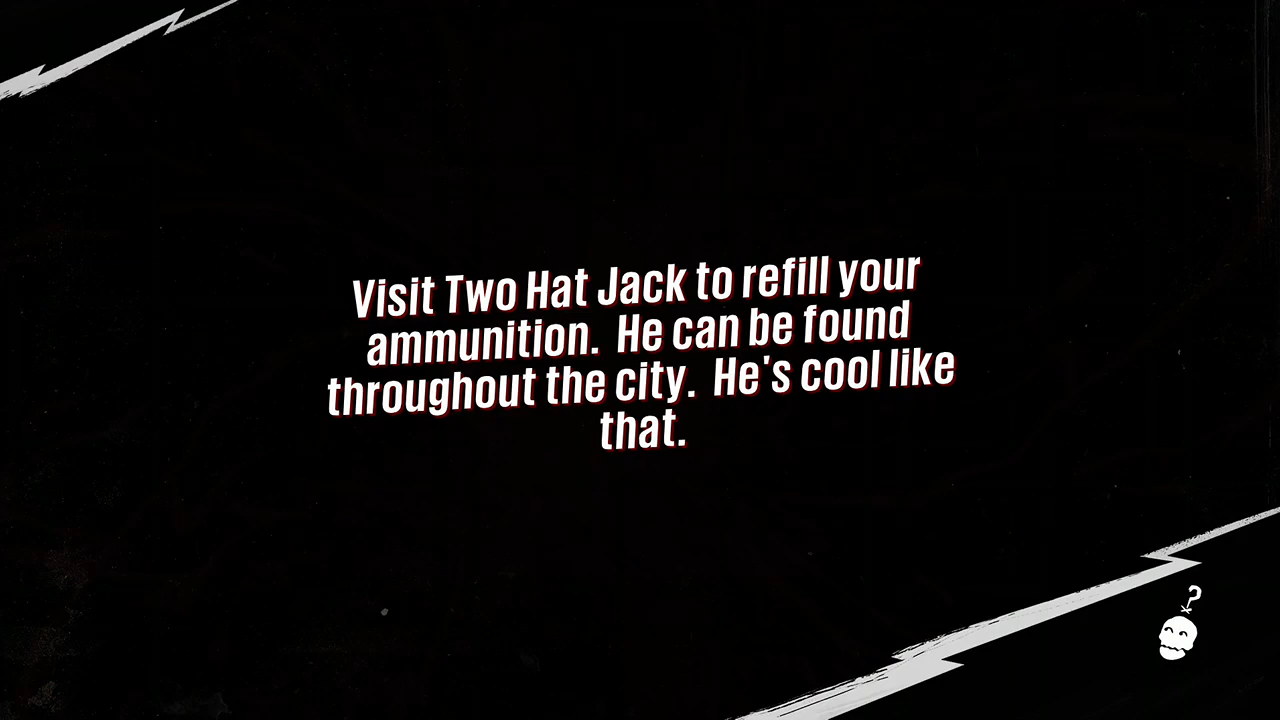 Visit Two Hat Jack to refill your
ammunition.  He can be found
throughout the city.  He's cool like
that.
?